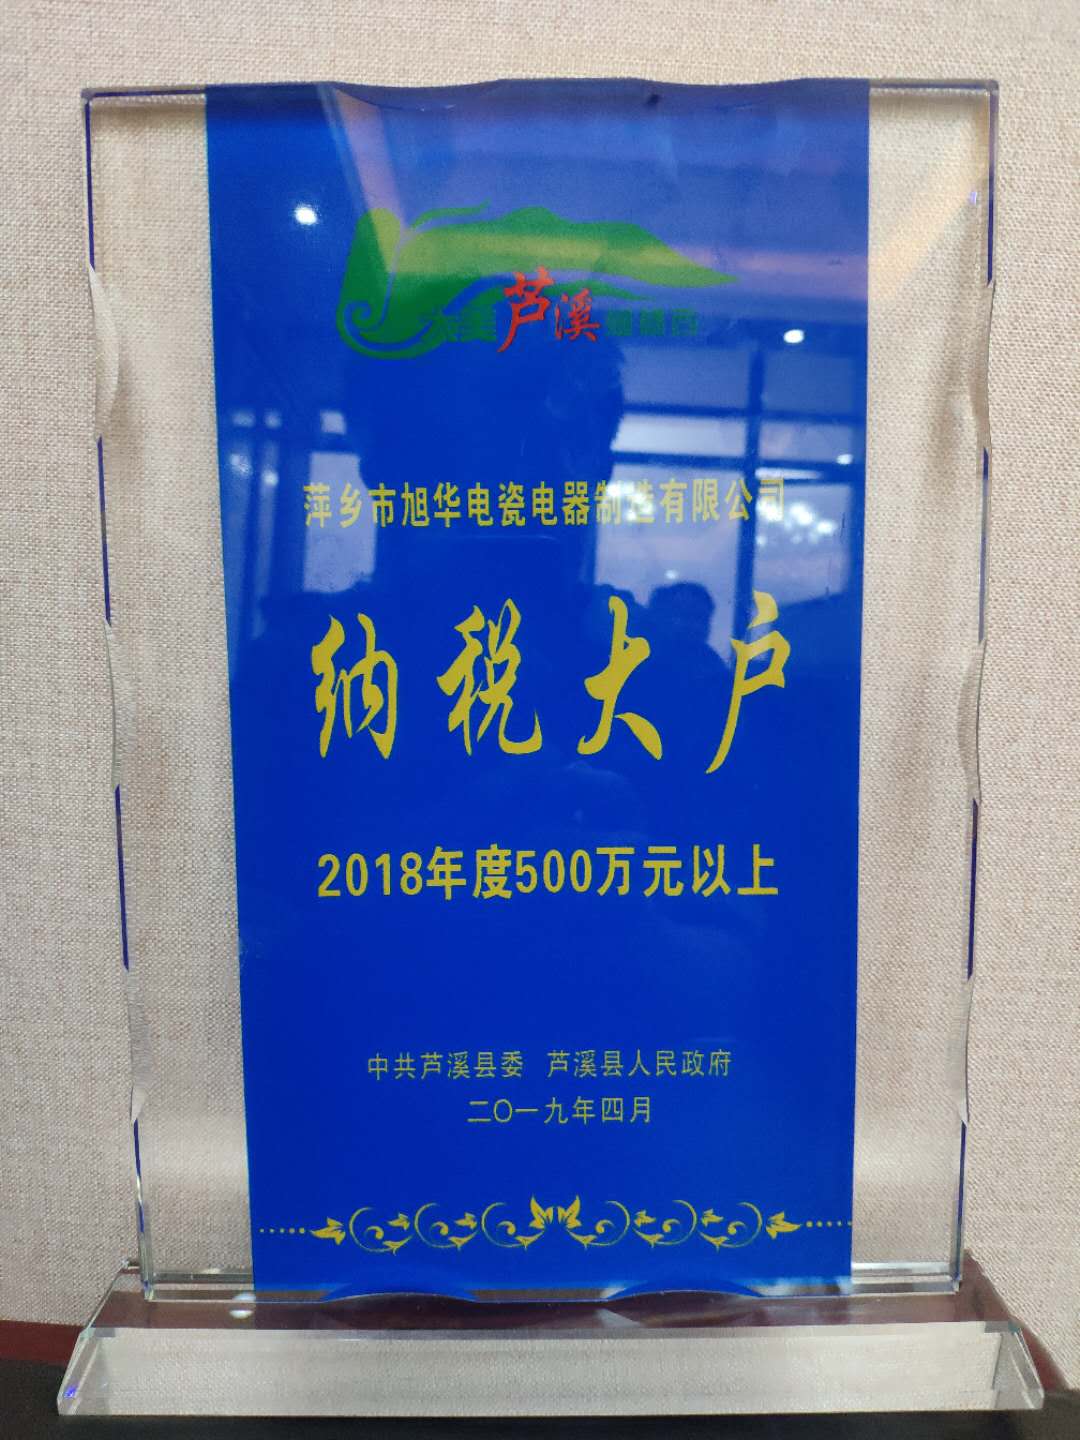 芦溪
萍乡市旭华电瓷电器制造有限公司
纳税大户
2018年度500万元以上
中共芦溪县委 芦溪县人民政府
二〇一九年四月